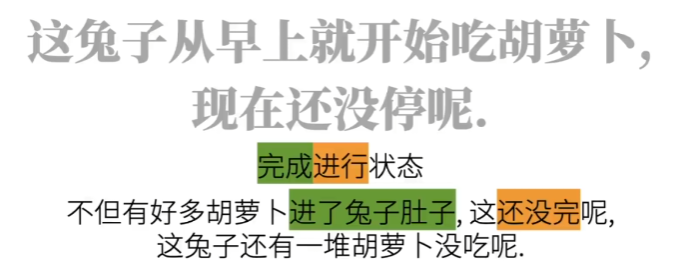 这兔子从早上就开始吃胡萝卜,
现在还没停呢.
完成进行状态
不但有好多胡萝卜进了兔子肚子, 这还没完呢,
这兔子还有一堆胡萝卜没吃呢.